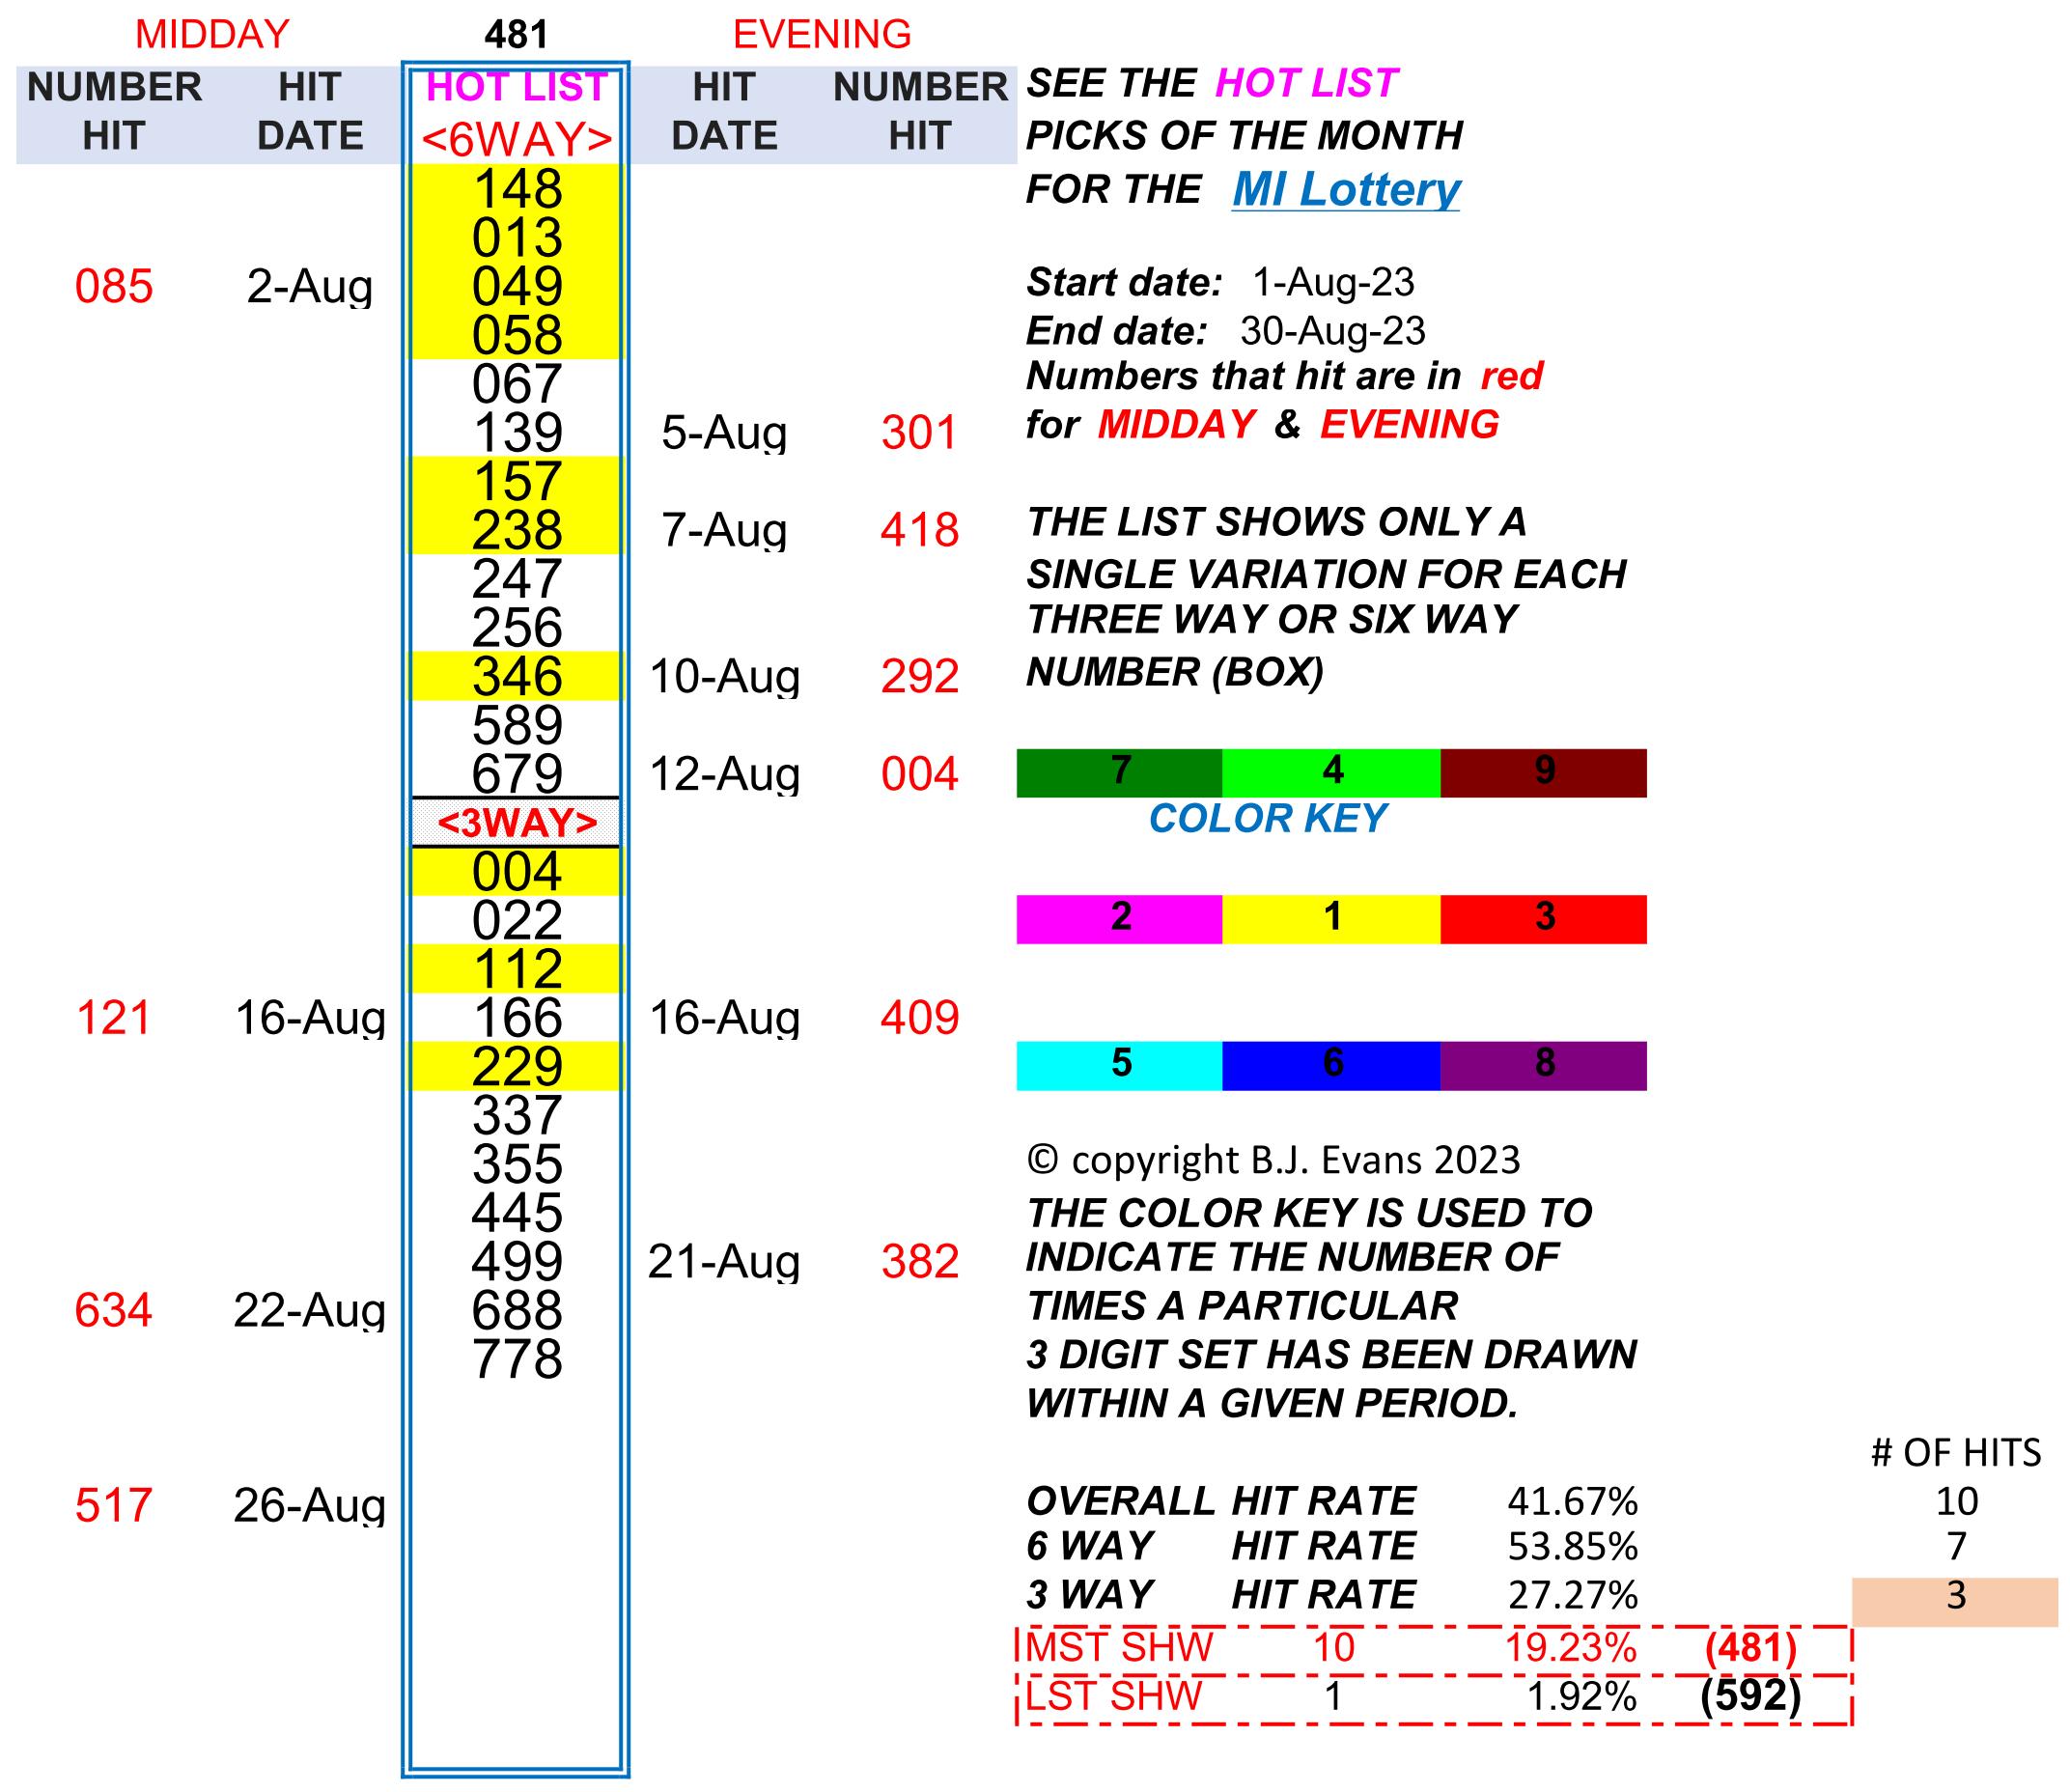 MIDDAY 481 EVENING
NUMBER HIT HOT LIST HIT NUMBER SEE THE HOT LIST
HIT DATE <6WAY> DATE HIT PICKS OF THE MONTH
148 FOR THE MI Lottery
013
085 2-Aug 049 Start date: 1-Aug-23
058 End date: 30-Aug-23
067 Numbers that hit are in red
139 5-Aug 301 for MIDDAY & EVENING
157
238 7-Aug 418 THE LIST SHOWS ONLY A
247 SINGLE VARIATION FOR EACH
256 THREE WAY OR SIX WAY
346 10-Aug 292 NUMBER (BOX)
589
679 12-Aug 004 7 4 9
<3WAY> COLOR KEY
004
022 2 1 3
112
121 16-Aug 166 16-Aug 409
229 5 6 8
337
355 © copyright B.J. Evans 2023
445 THE COLOR KEY IS USED TO
499 21-Aug 382 INDICATE THE NUMBER OF
634 22-Aug 688 TIMES A PARTICULAR
778 3 DIGIT SET HAS BEEN DRAWN
WITHIN A GIVEN PERIOD.
# OF HITS
517 26-Aug OVERALL HIT RATE 41.67% 10
6 WAY HIT RATE 53.85% 7
3 WAY HIT RATE 27.27% 3
MST SHW 10 19.23% (481)
LST SHW 1 1.92% (592)